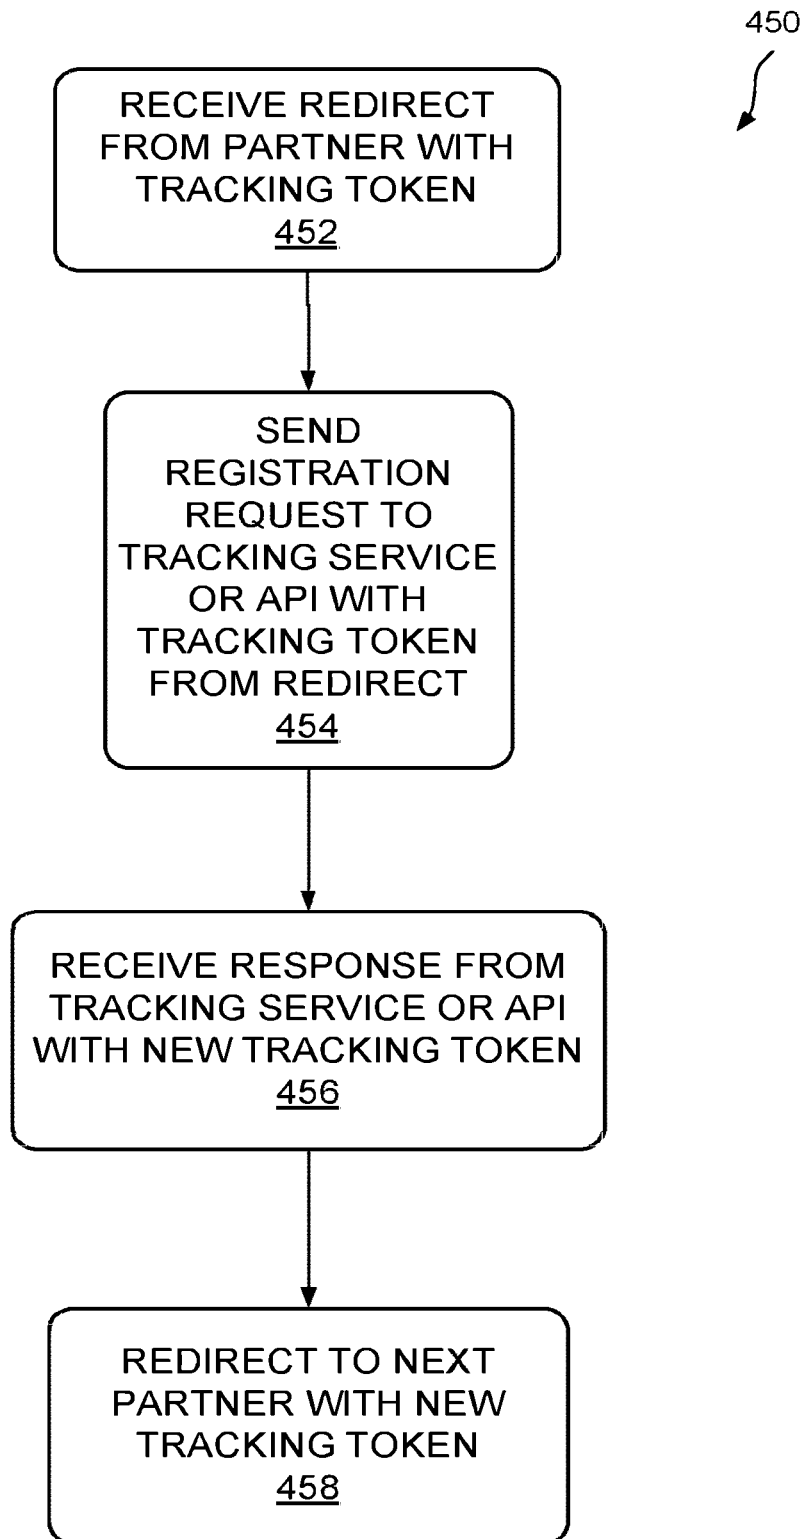 450
RECEIVE REDIRECT
FROM PARTNER WITH
TRACKING TOKEN
452
SEND
REGISTRATION
REQUEST TO
TRACKING SERVICE
OR API WITH
TRACKING TOKEN
FROM REDIRECT
454
RECEIVE RESPONSE FROM
TRACKING SERVICE OR API
WITH NEW TRACKING TOKEN
456
REDIRECT TO NEXT
PARTNER WITH NEW
TRACKING TOKEN
458